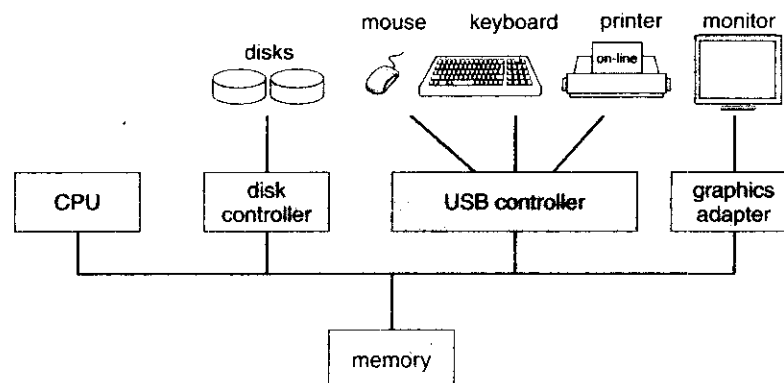 mouse keyboard printer monitor
disks
on-line
CPU
disk
controller
USB controller
graphics
adapter
memory